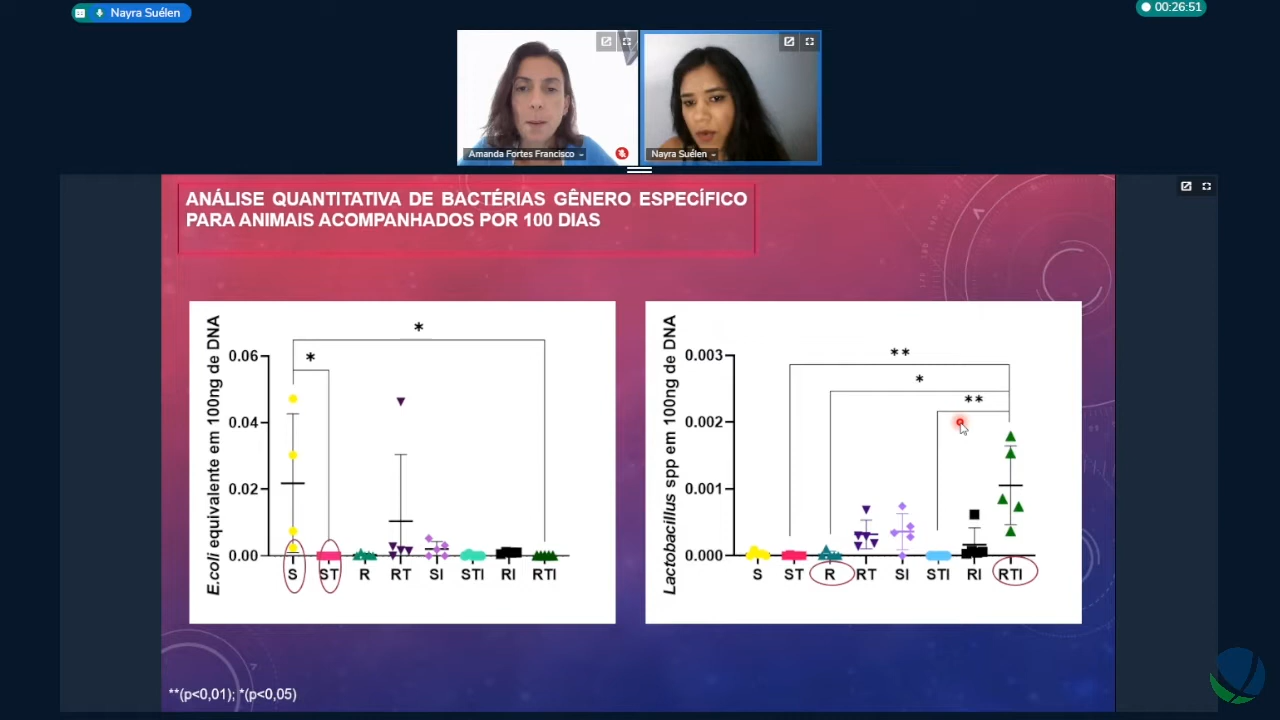 Nayra Suélen
00:26:51
Amanda Fortes Francisco
Nayra Suélen
ANÁLISE QUANTITATIVA DE BACTÉRIAS GÊNERO ESPECÍFICO
PARA ANIMAIS ACOMPANHADOS POR 100 DIAS
E.coli equivalente em 100ng de DNA
*
*
0.06
0.04
0.02
0.00
S ST R RT SI STI RI RTI
Lactobacillus spp em 100ng de DNA
**
*
**
0.003
0.002
0.001
0.000
S ST R RT SI STI RI RTI
**(p<0,01); *(p<0,05)